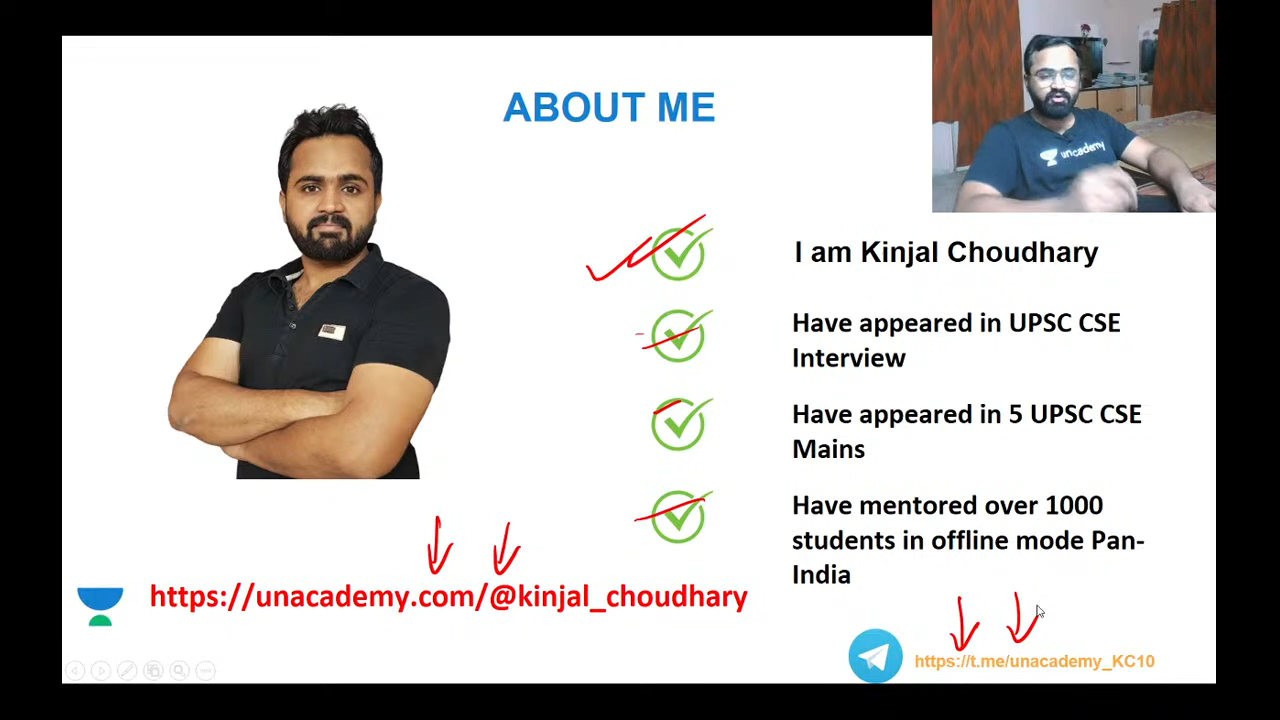 ABOUT ME
unacademy
I am Kinjal Choudhary
Have appeared in UPSC CSE
Interview
Have appeared in 5 UPSC CSE
Mains
Have mentored over 1000
students in offline mode Pan-
India
https://unacademy.com/@kinjal_choudhary
https://t.me/unacademy_KC10